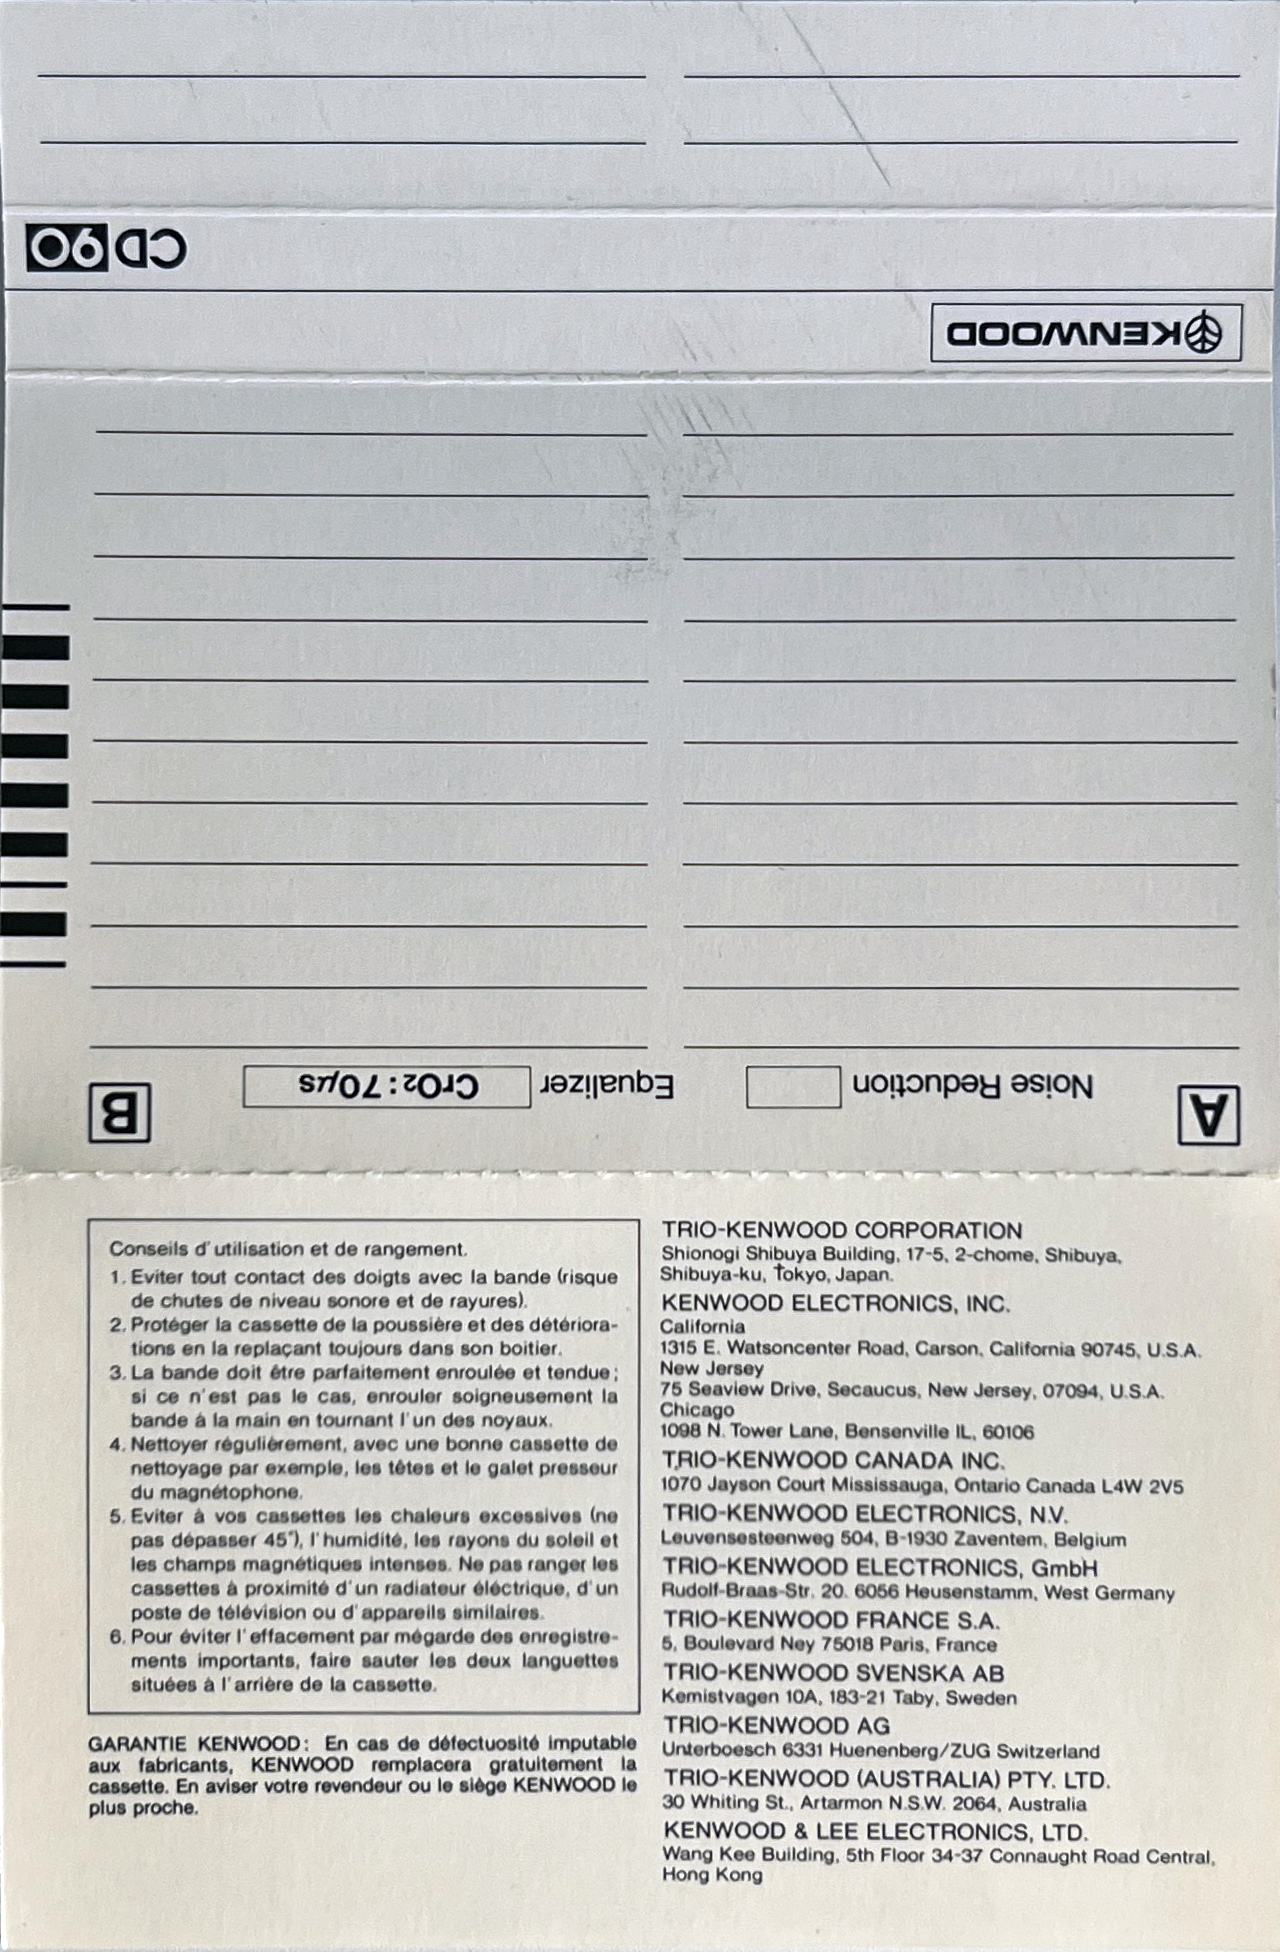 CD 90
KENWOOD
A
Noise Reduction
Equalizer
CrO2:70µs
B
Conseils d'utilisation et de rangement.
1. Eviter tout contact des doigts avec la bande (risque
de chutes de niveau sonore et de rayures).
2. Protéger la cassette de la poussière et des détériora-
tions en la replaçant toujours dans son boitier.
3. La bande doit être parfaitement enroulée et tendue;
si ce n'est pas le cas, enrouler soigneusement la
bande à la main en tournant l'un des noyaux.
4. Nettoyer régulièrement, avec une bonne cassette de
nettoyage par exemple, les têtes et le galet presseur
du magnétophone.
5. Eviter à vos cassettes les chaleurs excessives (ne
pas dépasser 45°), l'humidité, les rayons du soleil et
les champs magnétiques intenses. Ne pas ranger les
cassettes à proximité d'un radiateur éléctrique, d'un
poste de télévision ou d'appareils similaires.
6. Pour éviter l'effacement par mégarde des enregistre-
ments importants, faire sauter les deux languettes
situées à l'arrière de la cassette.
GARANTIE KENWOOD: En cas de défectuosité imputable
aux fabricants, KENWOOD remplacera gratuitement la
cassette. En aviser votre revendeur ou le siège KENWOOD le
plus proche.
TRIO-KENWOOD CORPORATION
Shionogi Shibuya Building, 17-5, 2-chome, Shibuya,
Shibuya-ku, Tokyo, Japan.
KENWOOD ELECTRONICS, INC.
California
1315 E. Watsoncenter Road, Carson, California 90745, U.S.A.
New Jersey
75 Seaview Drive, Secaucus, New Jersey, 07094, U.S.A.
Chicago
1098 N. Tower Lane, Bensenville IL, 60106
TRIO-KENWOOD CANADA INC.
1070 Jayson Court Mississauga, Ontario Canada L4W 2V5
TRIO-KENWOOD ELECTRONICS, N.V.
Leuvensesteenweg 504, B-1930 Zaventem, Belgium
TRIO-KENWOOD ELECTRONICS, GmbH
Rudolf-Braas-Str. 20. 6056 Heusenstamm, West Germany
TRIO-KENWOOD FRANCE S.A.
5, Boulevard Ney 75018 Paris, France
TRIO-KENWOOD SVENSKA AB
Kemistvagen 10A, 183-21 Taby, Sweden
TRIO-KENWOOD AG
Unterboesch 6331 Huenenberg/ZUG Switzerland
TRIO-KENWOOD (AUSTRALIA) PTY. LTD.
30 Whiting St., Artarmon N.S.W. 2064, Australia
KENWOOD & LEE ELECTRONICS, LTD.
Wang Kee Building, 5th Floor 34-37 Connaught Road Central,
Hong Kong